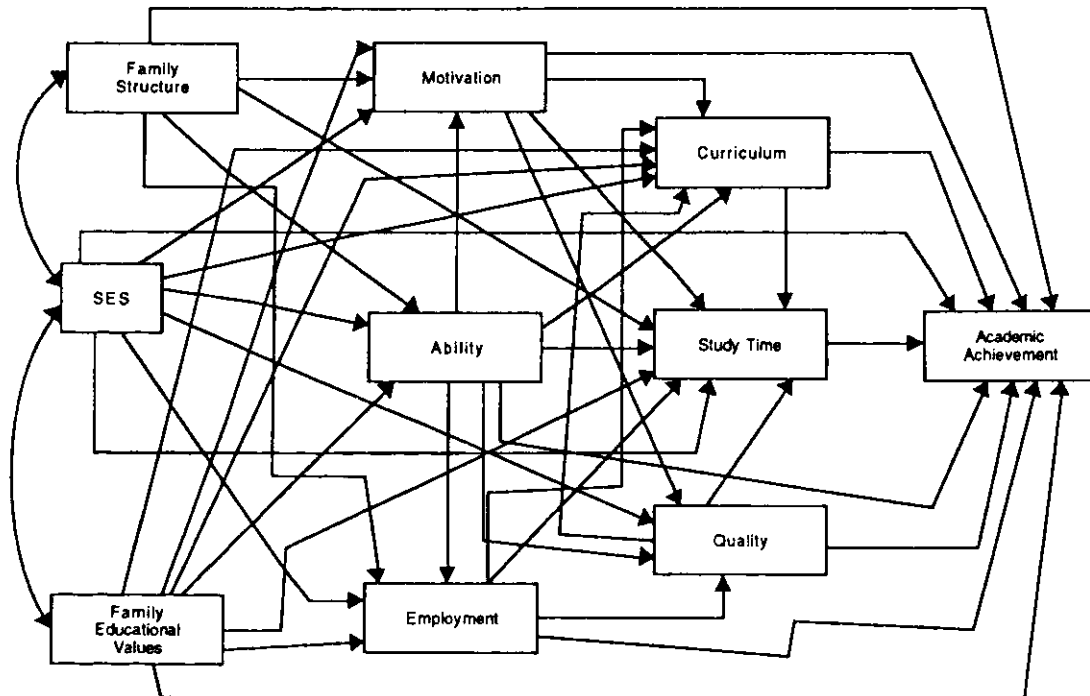 Family
Structure
Motivation
Curriculum
SES
Ability
Study Time
Academic
Achievement
Quality
Family
Educational
Values
Employment